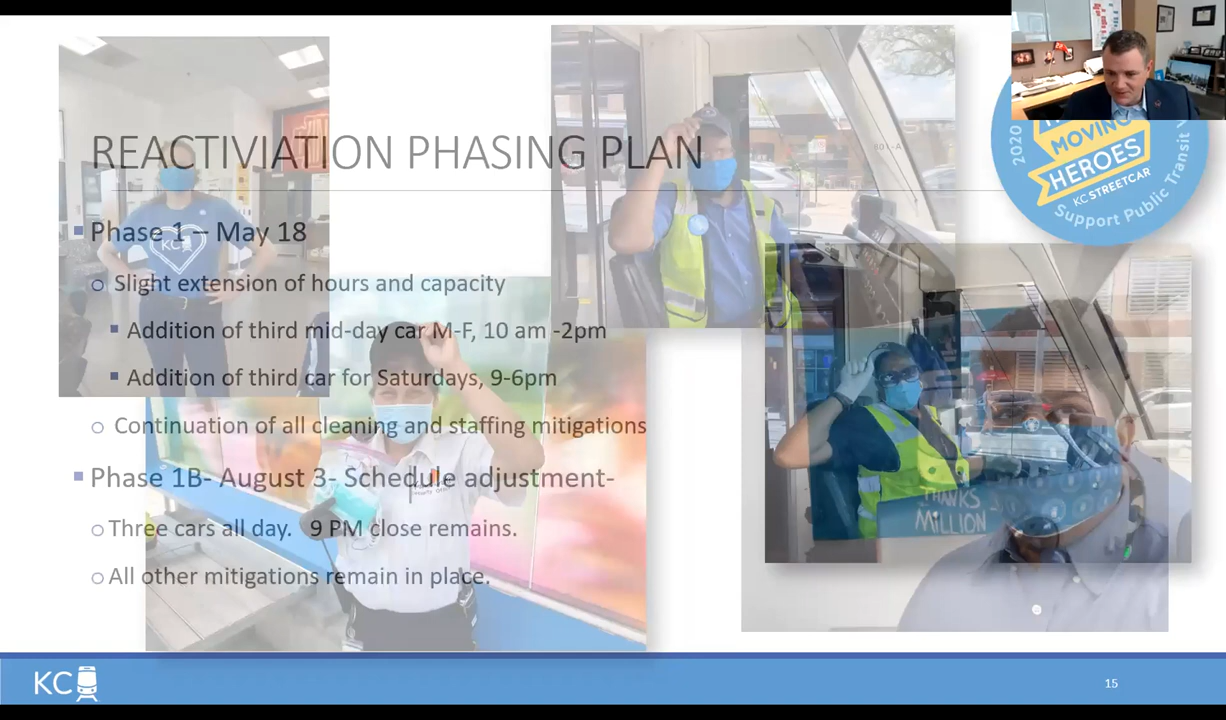 REACTIVIATION PHASING PLAN
Phase 1 – May 18
Slight extension of hours and capacity
Addition of third mid-day car M-F, 10 am -2pm
Addition of third car for Saturdays, 9-6pm
Continuation of all cleaning and staffing mitigations
Phase 1B- August 3- Schedule adjustment-
Three cars all day. 9 PM close remains.
All other mitigations remain in place.
2020
MOVING
HEROES
KC STREETCAR
Support Public Transit
KC
801-A
THANKS
MILLION
KC
15